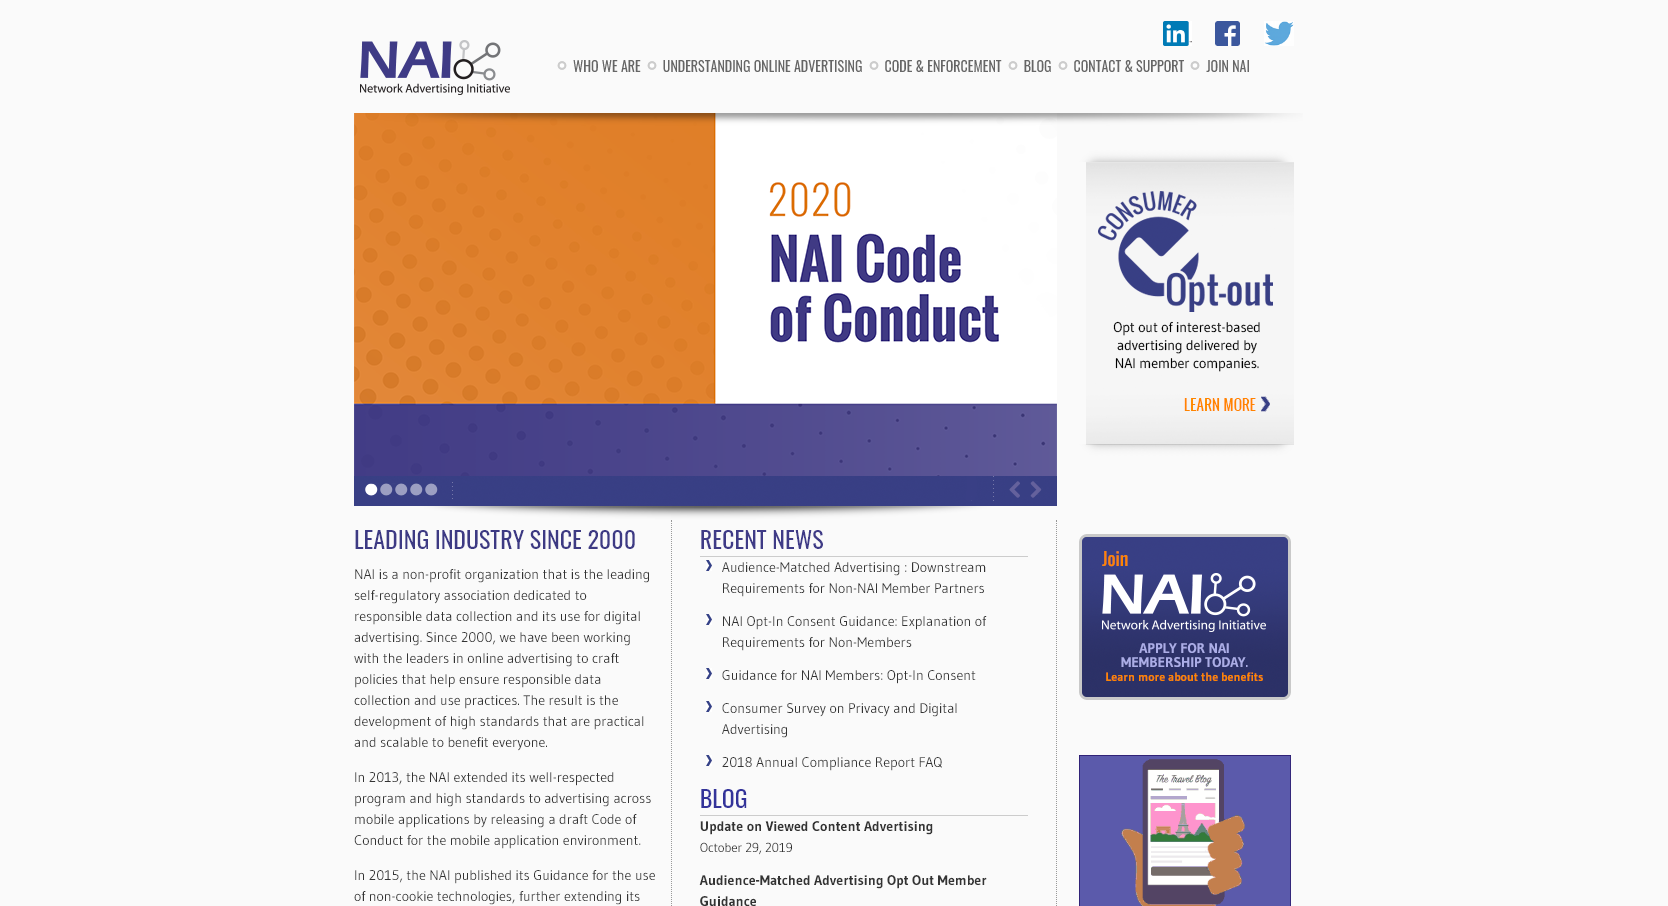 NAI
Network Advertising Initiative
in
WHO WE ARE
UNDERSTANDING ONLINE ADVERTISING
CODE & ENFORCEMENT
BLOG
CONTACT & SUPPORT
JOIN NAI
2020
NAI Code
of Conduct
CONSUMER
Opt-out
Opt out of interest-based
advertising delivered by
NAI member companies.
LEARN MORE
LEADING INDUSTRY SINCE 2000
NAI is a non-profit organization that is the leading
self-regulatory association dedicated to
responsible data collection and its use for digital
advertising. Since 2000, we have been working
with the leaders in online advertising to craft
policies that help ensure responsible data
collection and use practices. The result is the
development of high standards that are practical
and scalable to benefit everyone.
In 2013, the NAI extended its well-respected
program and high standards to advertising across
mobile applications by releasing a draft Code of
Conduct for the mobile application environment.
In 2015, the NAI published its Guidance for the use
of non-cookie technologies, further extending its
RECENT NEWS
Audience-Matched Advertising : Downstream
Requirements for Non-NAI Member Partners
NAI Opt-In Consent Guidance: Explanation of
Requirements for Non-Members
Guidance for NAI Members: Opt-In Consent
Consumer Survey on Privacy and Digital
Advertising
2018 Annual Compliance Report FAQ
BLOG
Update on Viewed Content Advertising
October 29, 2019
Audience-Matched Advertising Opt Out Member
Guidance
Join
NAI
Network Advertising Initiative
APPLY FOR NAI
MEMBERSHIP TODAY.
Learn more about the benefits
The Travel Blog